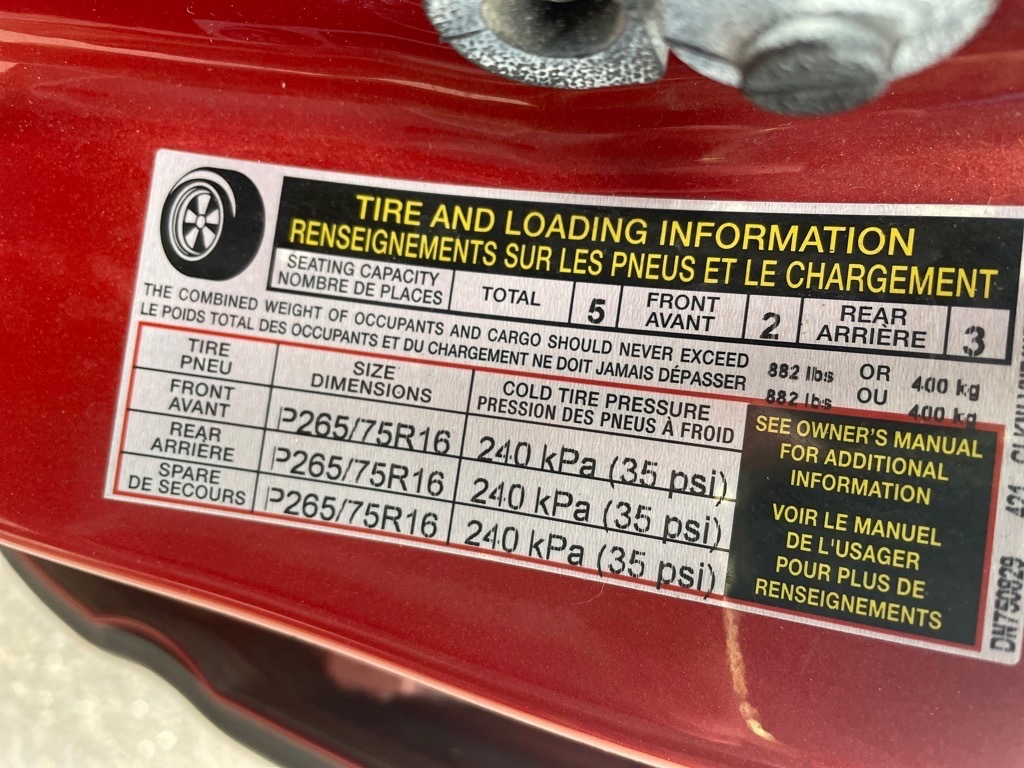 TIRE AND LOADING INFORMATION
RENSEIGNEMENTS SUR LES PNEUS ET LE CHARGEMENT
SEATING CAPACITY
NOMBRE DE PLACES
TOTAL 5
FRONT
AVANT
2
REAR
ARRIÈRE
3
THE COMBINED WEIGHT OF OCCUPANTS AND CARGO SHOULD NEVER EXCEED 882 lbs OR 400 kg
LE POIDS TOTAL DES OCCUPANTS ET DU CHARGEMENT NE DOIT JAMAIS DÉPASSER 882 lbs OU 400 kg
TIRE
PNEU
SIZE
DIMENSIONS
COLD TIRE PRESSURE
PRESSION DES PNEUS À FROID
FRONT
AVANT
P265/75R16
240 kPa (35 psi)
REAR
ARRIÈRE
P265/75R16
240 kPa (35 psi)
SPARE
DE SECOURS
P265/75R16
240 kPa (35 psi)
SEE OWNER'S MANUAL
FOR ADDITIONAL
INFORMATION
VOIR LE MANUEL
DE L'USAGER
POUR PLUS DE
RENSEIGNEMENTS
DN750829 421